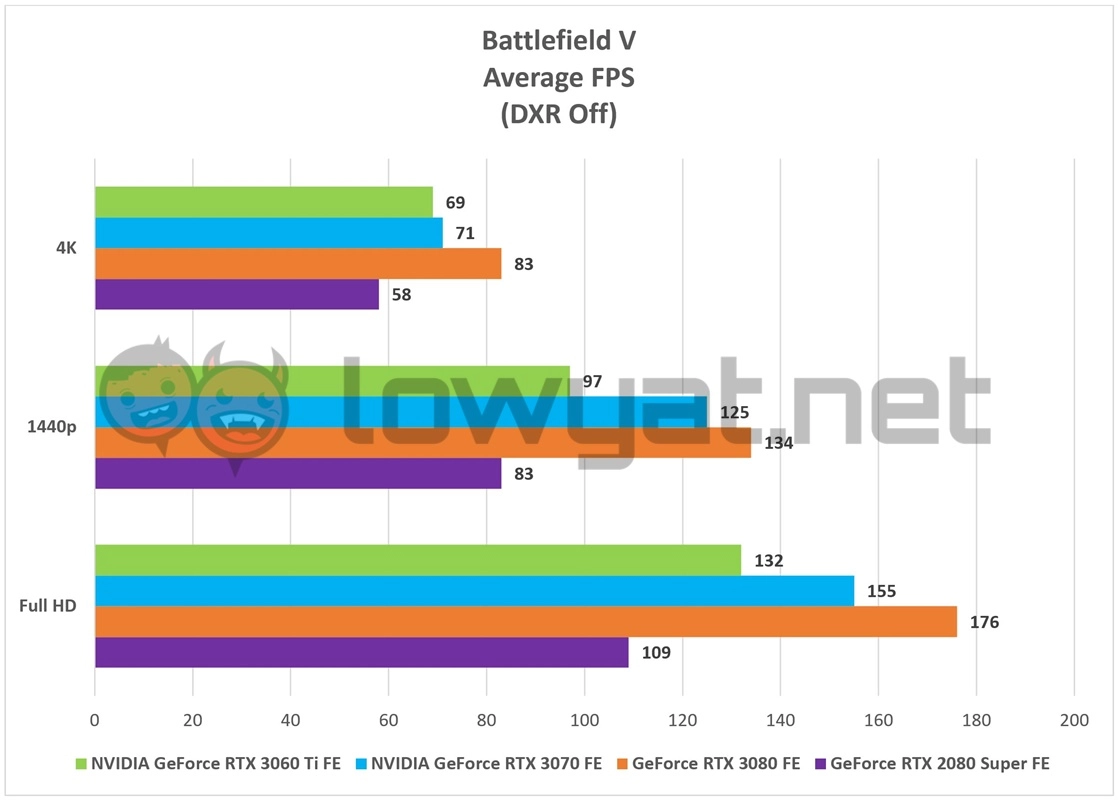 Battlefield V
Average FPS
(DXR Off)
69
71
4K
83
58
97
lowyat.net
125
1440p
134
83
132
155
Full HD
176
109
0 20 40 60 80 100 120 140 160 180 200
NVIDIA GeForce RTX 3060 Ti FE NVIDIA GeForce RTX 3070 FE GeForce RTX 3080 FE GeForce RTX 2080 Super FE